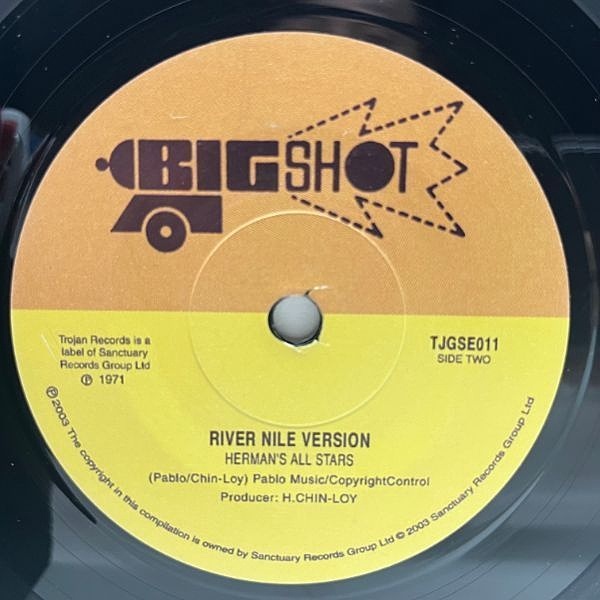 BIG SHOT
Trojan Records is a
label of Sanctuary
Records Group Ltd
℗ 1971
TJGSE011
SIDE TWO
RIVER NILE VERSION
HERMAN'S ALL STARS
(Pablo/Chin-Loy) Pablo Music/CopyrightControl
Producer: H.CHIN-LOY
℗ 2003 The copyright in this compilation is owned by Sanctuary Records Group Ltd © 2003 Sanctuary Records Group Ltd